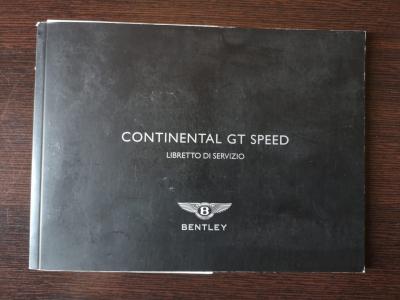 CONTINENTAL GT SPEED
LIBRETTO DI SERVIZIO
B
BENTLEY